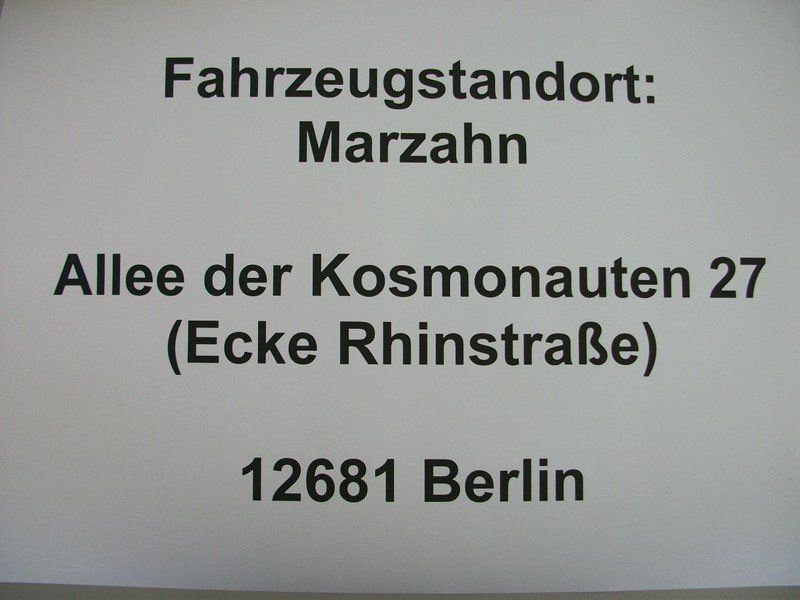 Fahrzeugstandort:
Marzahn
Allee der Kosmonauten 27
(Ecke Rhinstraße)
12681 Berlin